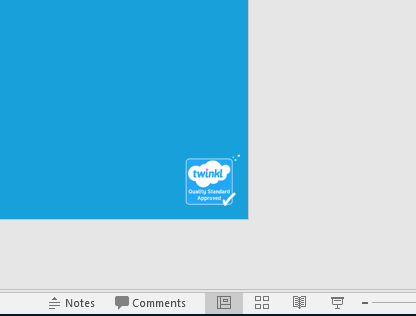 twinkl
Quality Standard
Approved
Notes
Comments